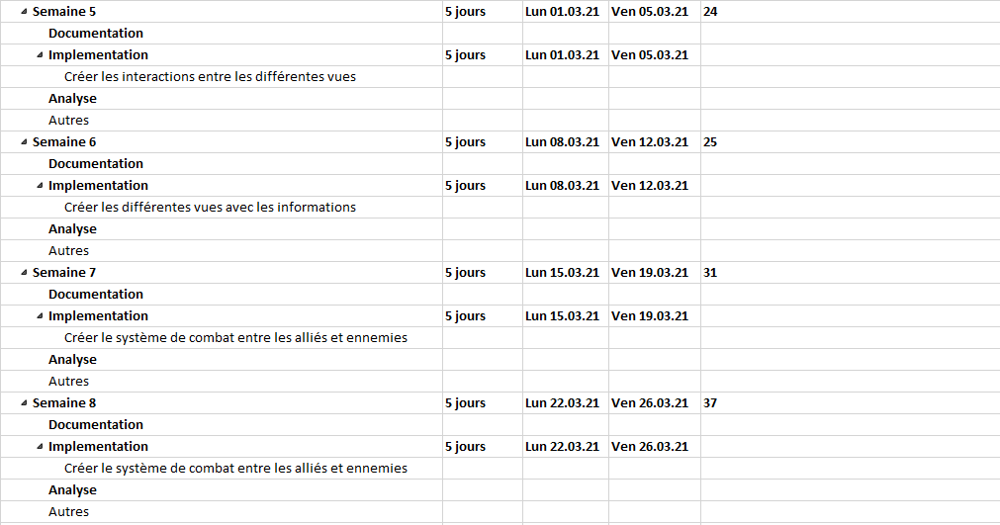 Semaine 5 5 jours Lun 01.03.21 Ven 05.03.21 24
Documentation
Implementation 5 jours Lun 01.03.21 Ven 05.03.21
Créer les interactions entre les différentes vues
Analyse
Autres
Semaine 6 5 jours Lun 08.03.21 Ven 12.03.21 25
Documentation
Implementation 5 jours Lun 08.03.21 Ven 12.03.21
Créer les différentes vues avec les informations
Analyse
Autres
Semaine 7 5 jours Lun 15.03.21 Ven 19.03.21 31
Documentation
Implementation 5 jours Lun 15.03.21 Ven 19.03.21
Créer le système de combat entre les alliés et ennemies
Analyse
Autres
Semaine 8 5 jours Lun 22.03.21 Ven 26.03.21 37
Documentation
Implementation 5 jours Lun 22.03.21 Ven 26.03.21
Créer le système de combat entre les alliés et ennemies
Analyse
Autres